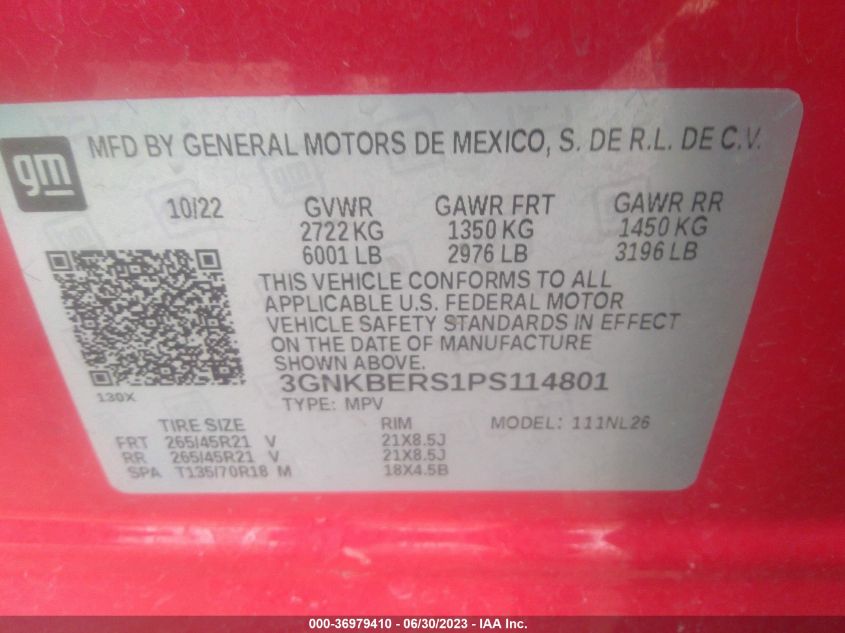 gm
MFD BY GENERAL MOTORS DE MEXICO, S. DE R.L. DE C.V.
10/22 GVWR GAWR FRT GAWR RR
2722 KG 1350 KG 1450 KG
6001 LB 2976 LB 3196 LB
THIS VEHICLE CONFORMS TO ALL
APPLICABLE U.S. FEDERAL MOTOR
VEHICLE SAFETY STANDARDS IN EFFECT
ON THE DATE OF MANUFACTURE
SHOWN ABOVE.
3GNKBERS1PS114801
130X
TYPE: MPV
TIRE SIZE RIM MODEL: 111NL26
FRT 265/45R21 V 21X8.5J
RR 265/45R21 V 21X8.5J
SPA T135/70R18 M 18X4.5B
000-36979410 - 06/30/2023 - IAA Inc.